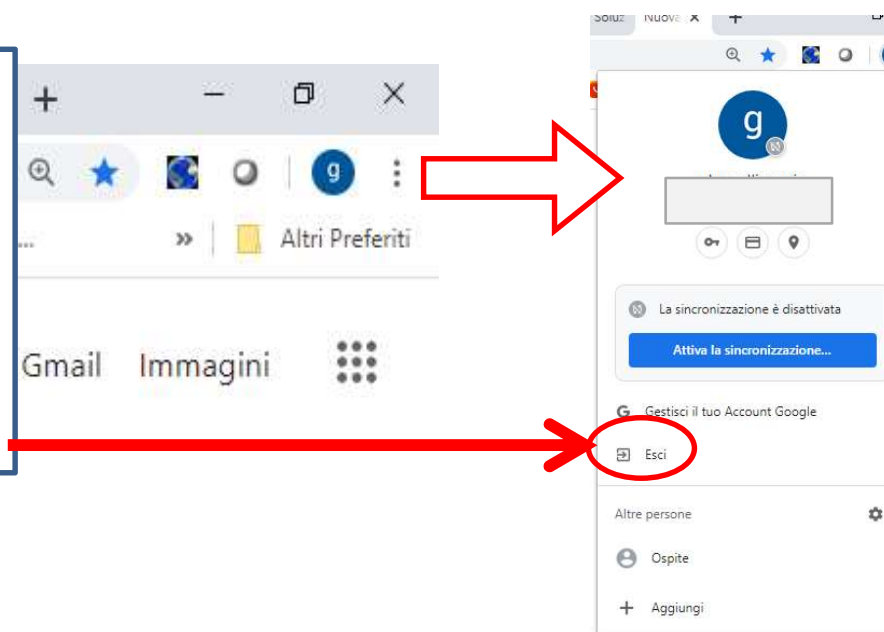 g
...
»
Altri Preferiti
Gmail Immagini
Nuova
g
La sincronizzazione è disattivata
Attiva la sincronizzazione...
G Gestisci il tuo Account Google
Esci
Altre persone
Ospite
Aggiungi